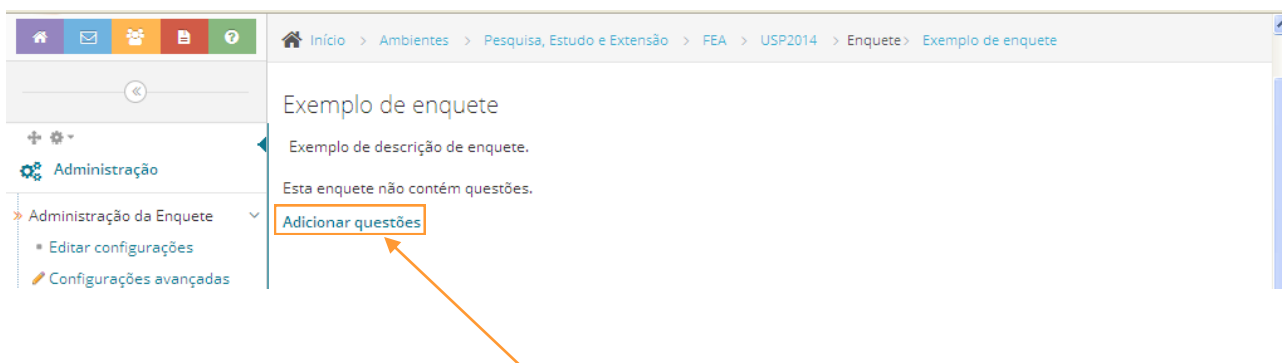 Início > Ambientes > Pesquisa, Estudo e Extensão > FEA > USP2014 > Enquete > Exemplo de enquete
Exemplo de enquete
Exemplo de descrição de enquete.
Esta enquete não contém questões.
Adicionar questões
Administração
Administração da Enquete
Editar configurações
Configurações avançadas